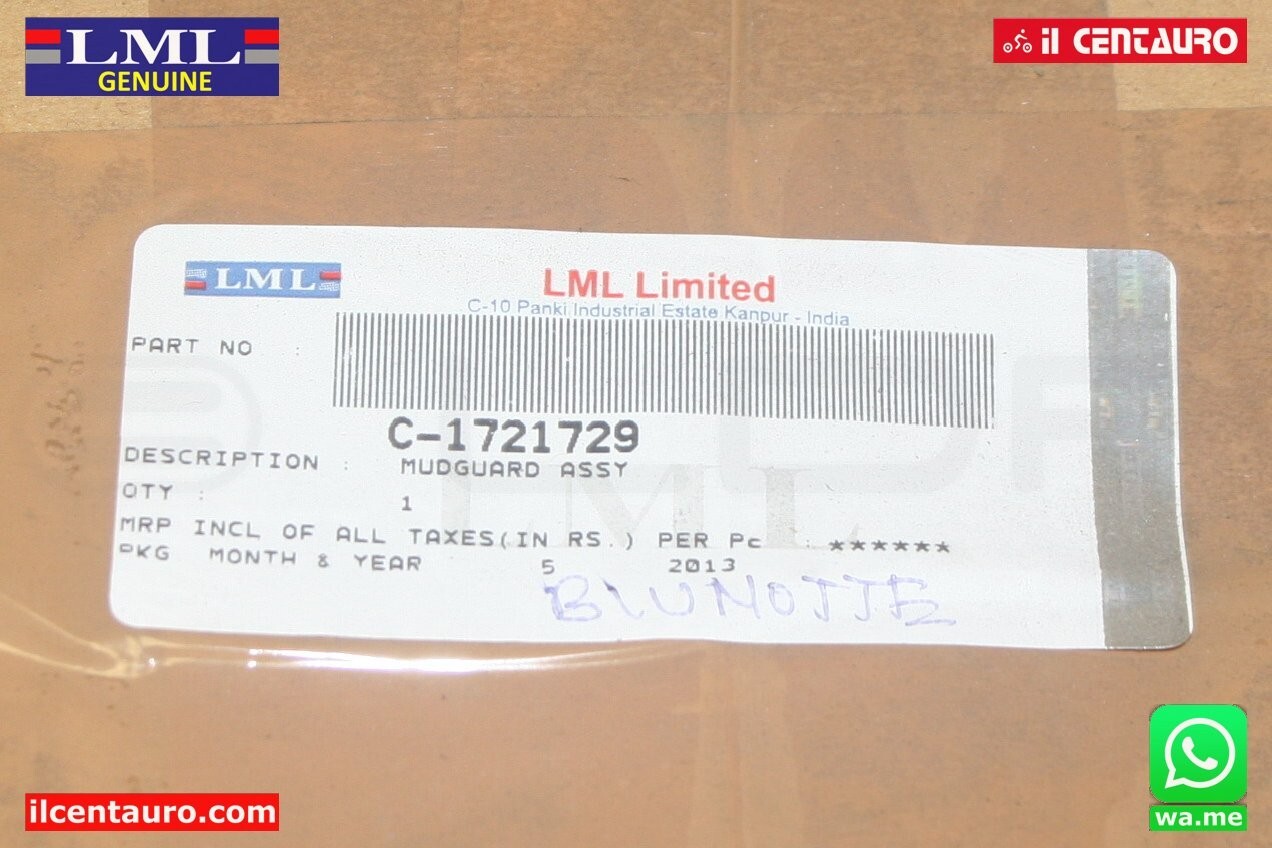 LML
GENUINE
il CENTAURO
LML
LML Limited
C-10 Panki Industrial Estate Kanpur - India
PART NO :
C-1721729
DESCRIPTION : MUDGUARD ASSY
QTY : 1
MRP INCL OF ALL TAXES(IN RS.) PER Pc : ******
PKG MONTH & YEAR 5 2013
BLUNOTTE
ilcentauro.com
wa.me